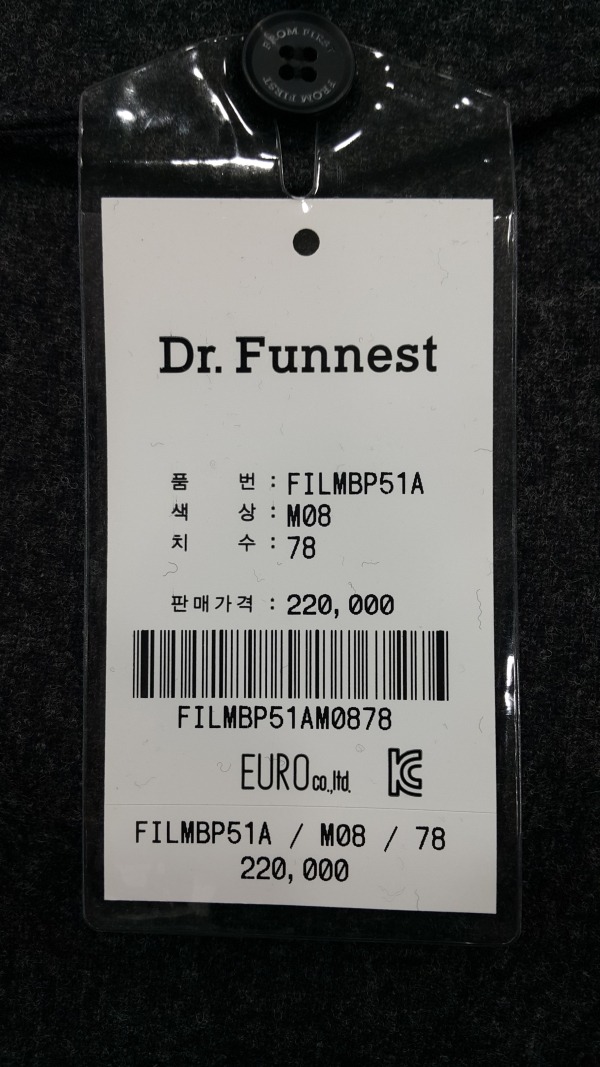 FROM FIRST
FROM FIRST
Dr. Funnest
품 번 : FILMBP51A
색 상 : M08
치 수 : 78
판매가격 : 220,000
FILMBP51AM0878
EURO co.,ltd.
KC
FILMBP51A / M08 / 78
220,000